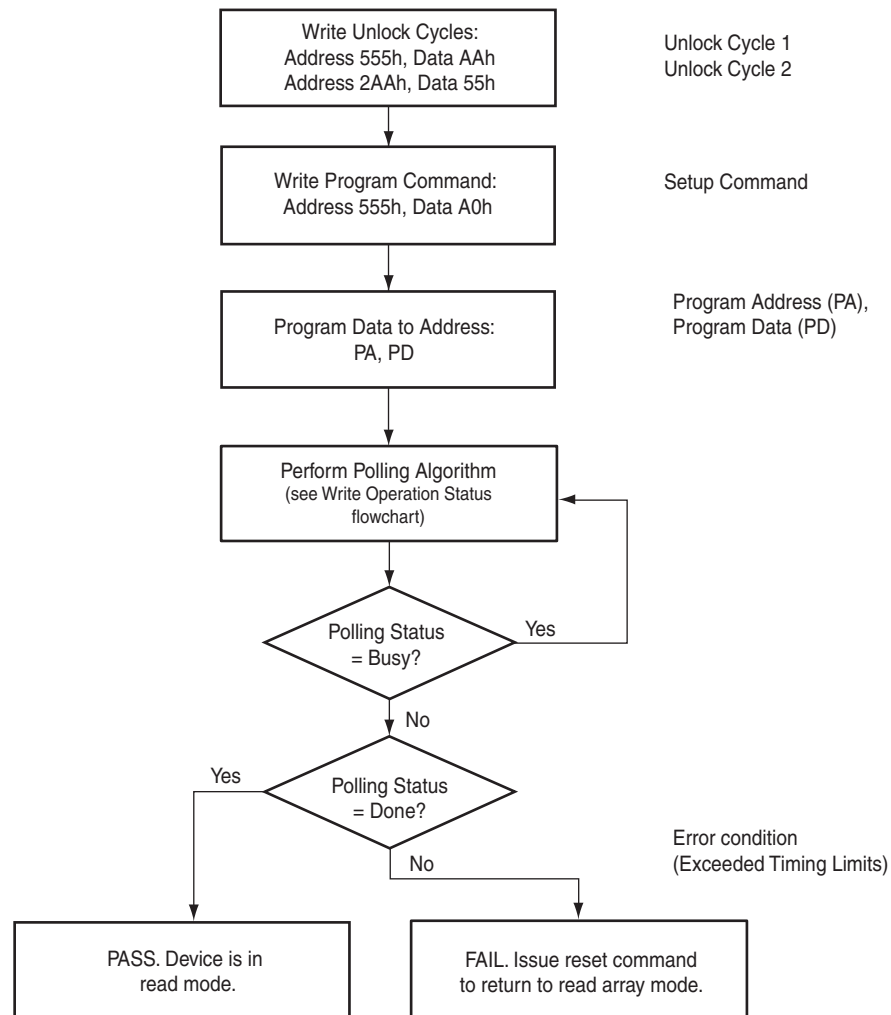 Write Unlock Cycles:
Address 555h, Data AAh
Address 2AAh, Data 55h
Unlock Cycle 1
Unlock Cycle 2
Write Program Command:
Address 555h, Data A0h
Setup Command
Program Data to Address:
PA, PD
Program Address (PA),
Program Data (PD)
Perform Polling Algorithm
(see Write Operation Status
flowchart)
Polling Status
= Busy?
Yes
No
Polling Status
= Done?
Yes
No
Error condition
(Exceeded Timing Limits)
PASS. Device is in
read mode.
FAIL. Issue reset command
to return to read array mode.